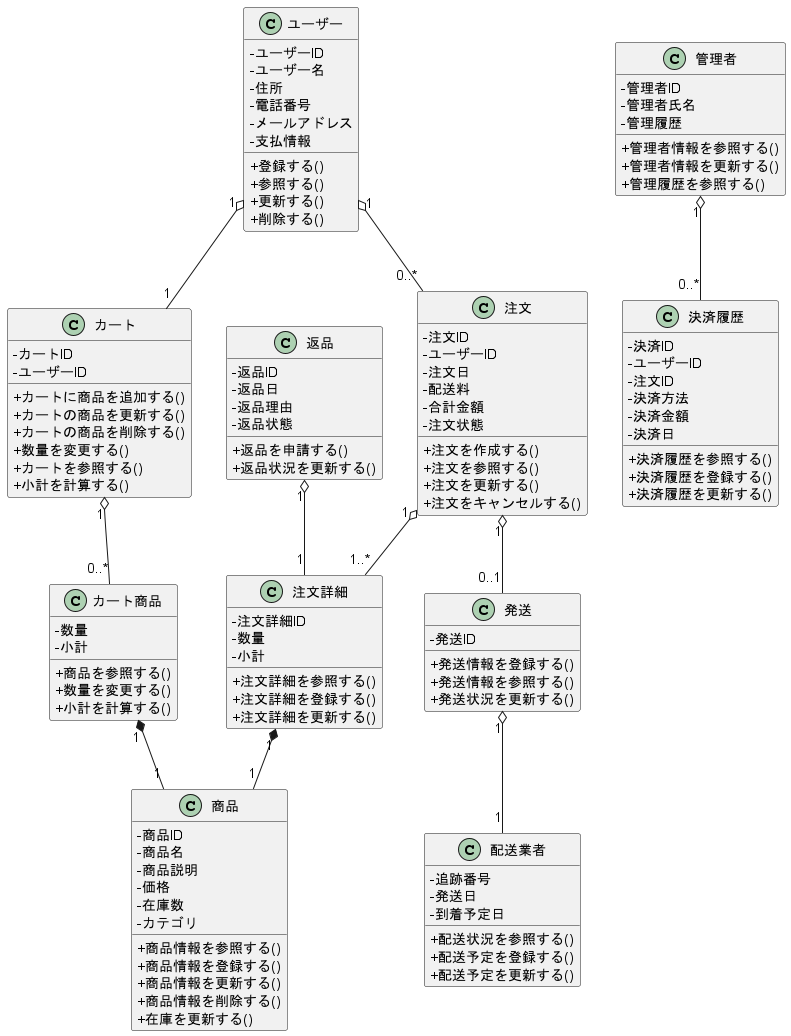 C ユーザー
-ユーザーID
-ユーザー名
-住所
-電話番号
-メールアドレス
-支払情報
+登録する()
+参照する()
+更新する()
+削除する()
C 管理者
-管理者ID
-管理者氏名
-管理履歴
+管理者情報を参照する()
+管理者情報を更新する()
+管理履歴を参照する()
1
1
1
0..*
1
0..*
C カート
-カートID
-ユーザーID
+カートに商品を追加する()
+カートの商品を更新する()
+カートの商品を削除する()
+数量を変更する()
+カートを参照する()
+小計を計算する()
C 返品
-返品ID
-返品日
-返品理由
-返品状態
+返品を申請する()
+返品状況を更新する()
C 注文
-注文ID
-ユーザーID
-注文日
-配送料
-合計金額
-注文状態
+注文を作成する()
+注文を参照する()
+注文を更新する()
+注文をキャンセルする()
C 決済履歴
-決済ID
-ユーザーID
-注文ID
-決済方法
-決済金額
-決済日
+決済履歴を参照する()
+決済履歴を登録する()
+決済履歴を更新する()
1
0..*
1
1
1
1..*
1
0..1
C カート商品
-数量
-小計
+商品を参照する()
+数量を変更する()
+小計を計算する()
C 注文詳細
-注文詳細ID
-数量
-小計
+注文詳細を参照する()
+注文詳細を登録する()
+注文詳細を更新する()
C 発送
-発送ID
+発送情報を登録する()
+発送情報を参照する()
+発送状況を更新する()
1
1
1
1
1
1
C 商品
-商品ID
-商品名
-商品説明
-価格
-在庫数
-カテゴリ
+商品情報を参照する()
+商品情報を登録する()
+商品情報を更新する()
+商品情報を削除する()
+在庫を更新する()
C 配送業者
-追跡番号
-発送日
-到着予定日
+配送状況を参照する()
+配送予定を登録する()
+配送予定を更新する()